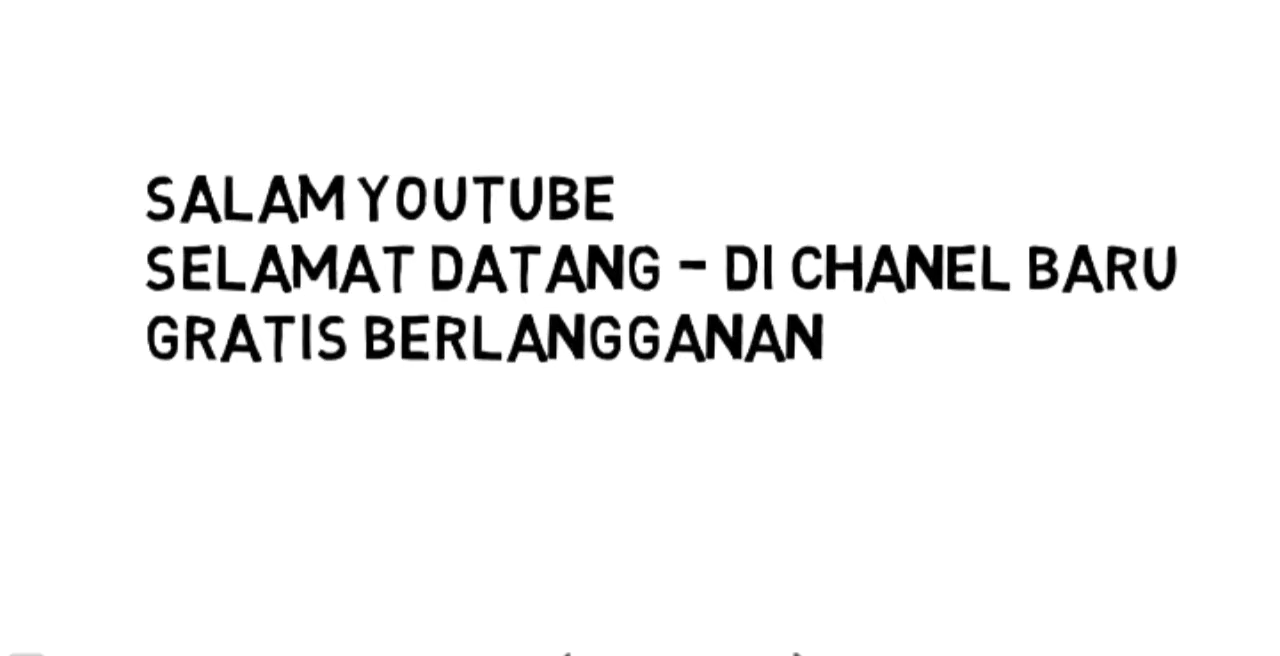 SALAM YOUTUBE
SELAMAT DATANG - DI CHANEL BARU
GRATIS BERLANGGANAN